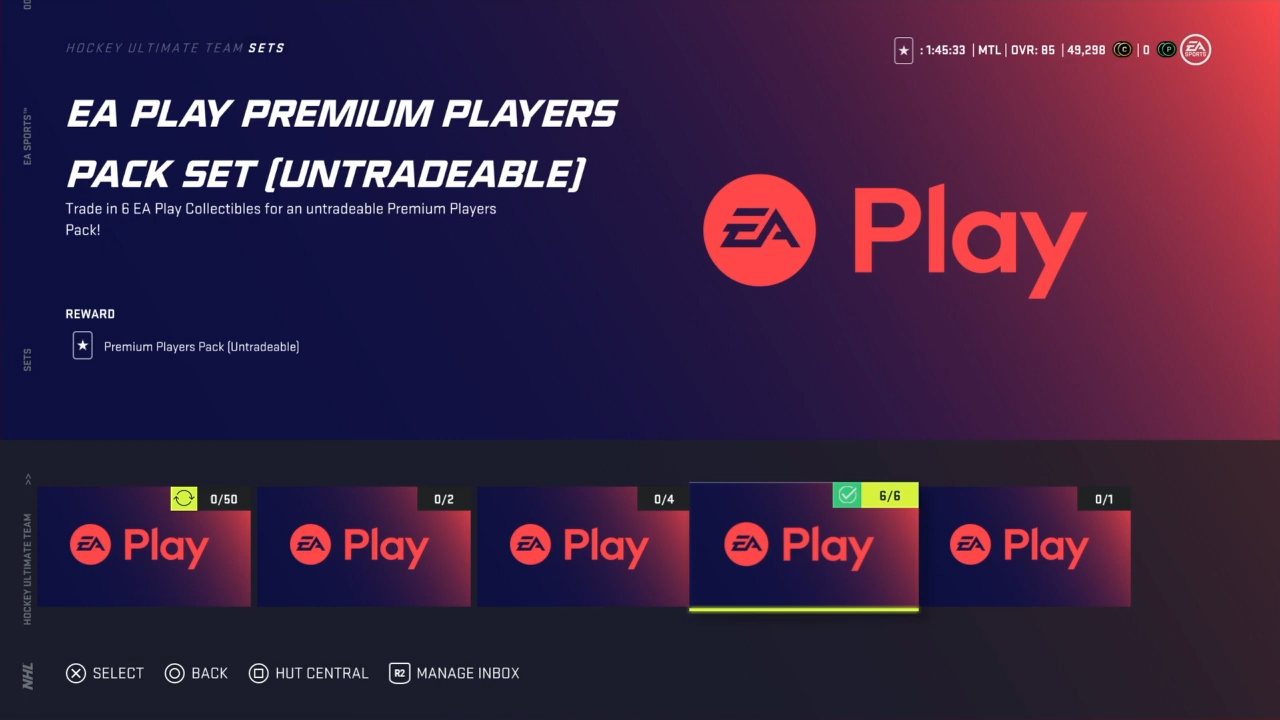 HOCKEY ULTIMATE TEAM SETS
: 1:45:33 | MTL | OVR: 85 | 49,298 C | 0 P EA SPORTS
EA PLAY PREMIUM PLAYERS
PACK SET (UNTRADEABLE)
Trade in 6 EA Play Collectibles for an untradeable Premium Players
Pack!
EA Play
REWARD
Premium Players Pack (Untradeable)
EA SPORTS™
SETS
>>
HOCKEY ULTIMATE TEAM
NHL
0/50
EA Play
0/2
EA Play
0/4
EA Play
6/6
EA Play
0/1
EA Play
SELECT BACK HUT CENTRAL R2 MANAGE INBOX